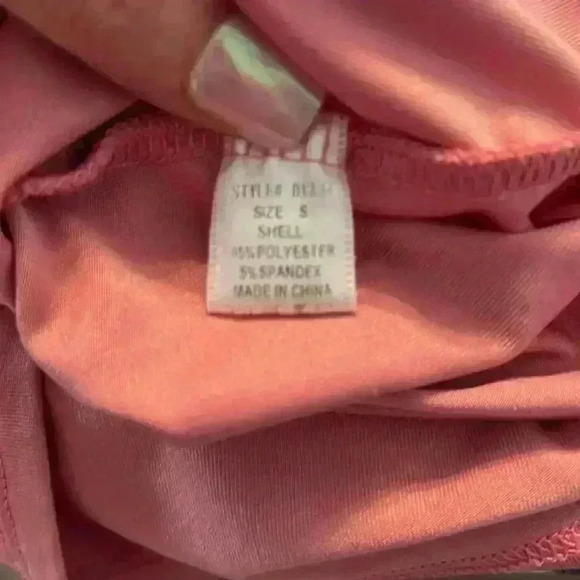 STYLE#
SIZE S
SHELL
95%POLYESTER
5%SPANDEX
MADE IN CHINA